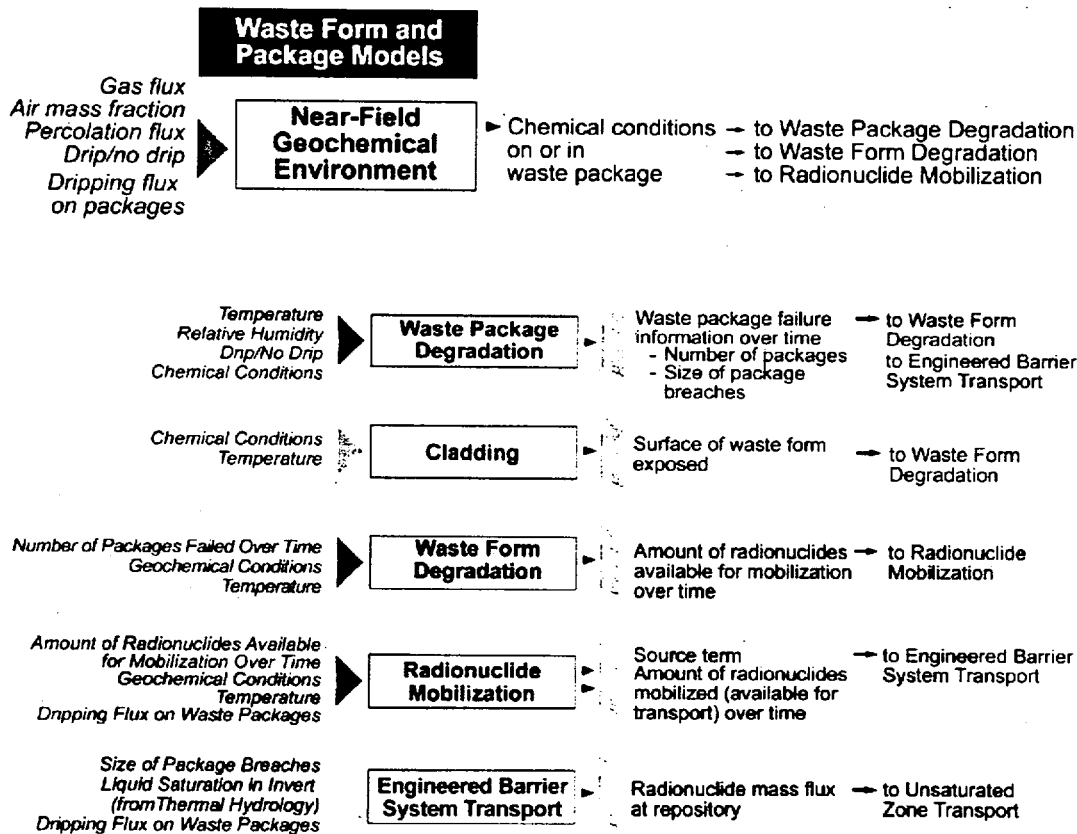 Waste Form and
Package Models
Gas flux
Air mass fraction
Percolation flux
Drip/no drip
Dripping flux
on packages
Near-Field
Geochemical
Environment
Chemical conditions
on or in
waste package
to Waste Package Degradation
to Waste Form Degradation
to Radionuclide Mobilization
Temperature
Relative Humidity
Drip/No Drip
Chemical Conditions
Waste Package
Degradation
Waste package failure
information over time
- Number of packages
- Size of package
breaches
to Waste Form
Degradation
to Engineered Barrier
System Transport
Chemical Conditions
Temperature
Cladding
Surface of waste form
exposed
to Waste Form
Degradation
Number of Packages Failed Over Time
Geochemical Conditions
Temperature
Waste Form
Degradation
Amount of radionuclides
available for mobilization
over time
to Radionuclide
Mobilization
Amount of Radionuclides Available
for Mobilization Over Time
Geochemical Conditions
Temperature
Dripping Flux on Waste Packages
Radionuclide
Mobilization
Source term
Amount of radionuclides
mobilized (available for
transport) over time
to Engineered Barrier
System Transport
Size of Package Breaches
Liquid Saturation in Invert
(from Thermal Hydrology)
Dripping Flux on Waste Packages
Engineered Barrier
System Transport
Radionuclide mass flux
at repository
to Unsaturated
Zone Transport